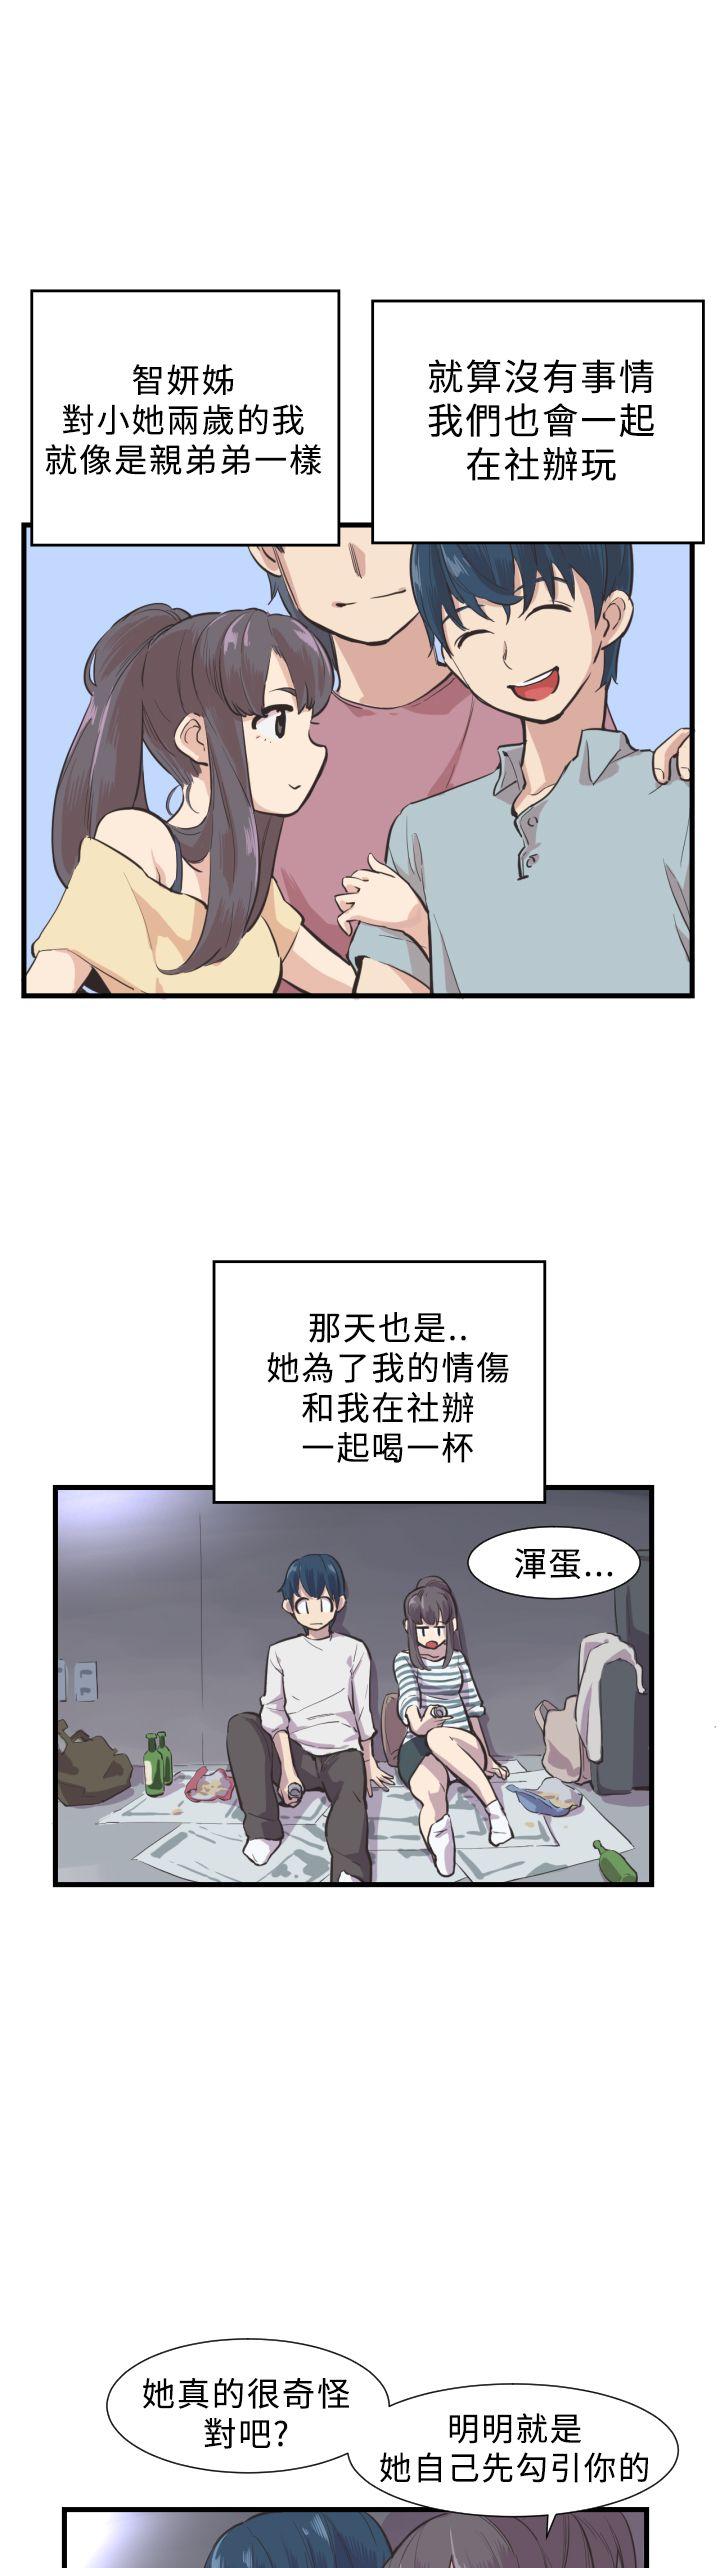 智妍姊
對小她兩歲的我
就像是親弟弟一樣
就算沒有事情
我們也會一起
在社辦玩
那天也是..
她為了我的情傷
和我在社辦
一起喝一杯
渾蛋...
她真的很奇怪
對吧?
明明就是
她自己先勾引你的